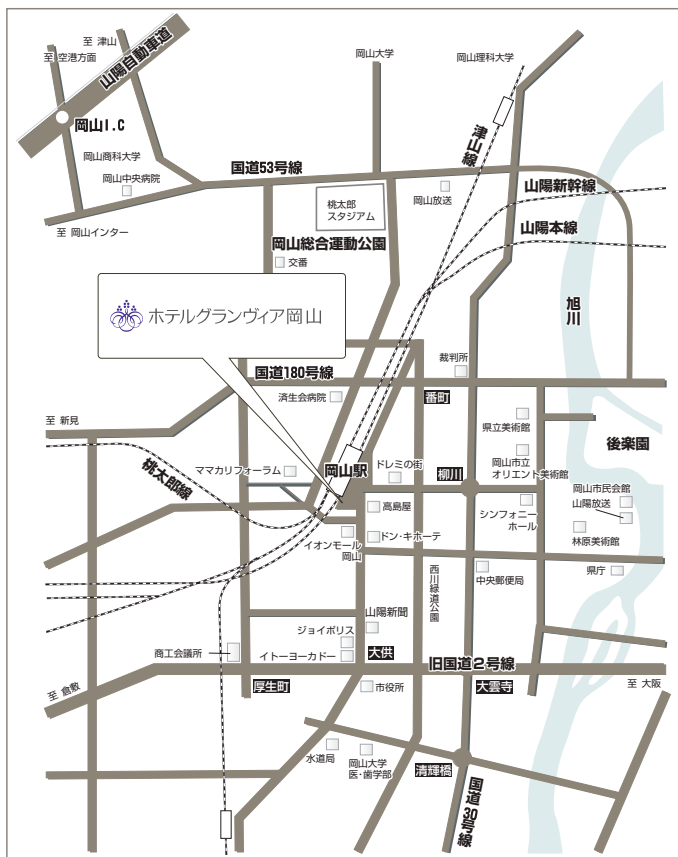 至 津山
至 空港方面
山陽自動車道
岡山大学
岡山理科大学
岡山I.C
津山線
岡山商科大学
国道53号線
岡山中央病院
山陽新幹線
岡山放送
桃太郎
スタジアム
山陽本線
至 岡山インター
岡山総合運動公園
交番
旭川
ホテルグランヴィア岡山
裁判所
国道180号線
済生会病院
番町
至 新見
県立美術館
後楽園
桃太郎線
ママカリフォーラム
岡山駅
ドレミの街
柳川
岡山市立
オリエント美術館
岡山市民会館
山陽放送
高島屋
シンフォニー
ホール
ドン・キホーテ
イオンモール
岡山
林原美術館
西川緑道公園
中央郵便局
県庁
山陽新聞
ジョイポリス
商工会議所
イトーヨーカドー
大供
旧国道2号線
至 倉敷
厚生町
市役所
大雲寺
至 大阪
水道局
岡山大学
医・歯学部
清輝橋
国道30号線